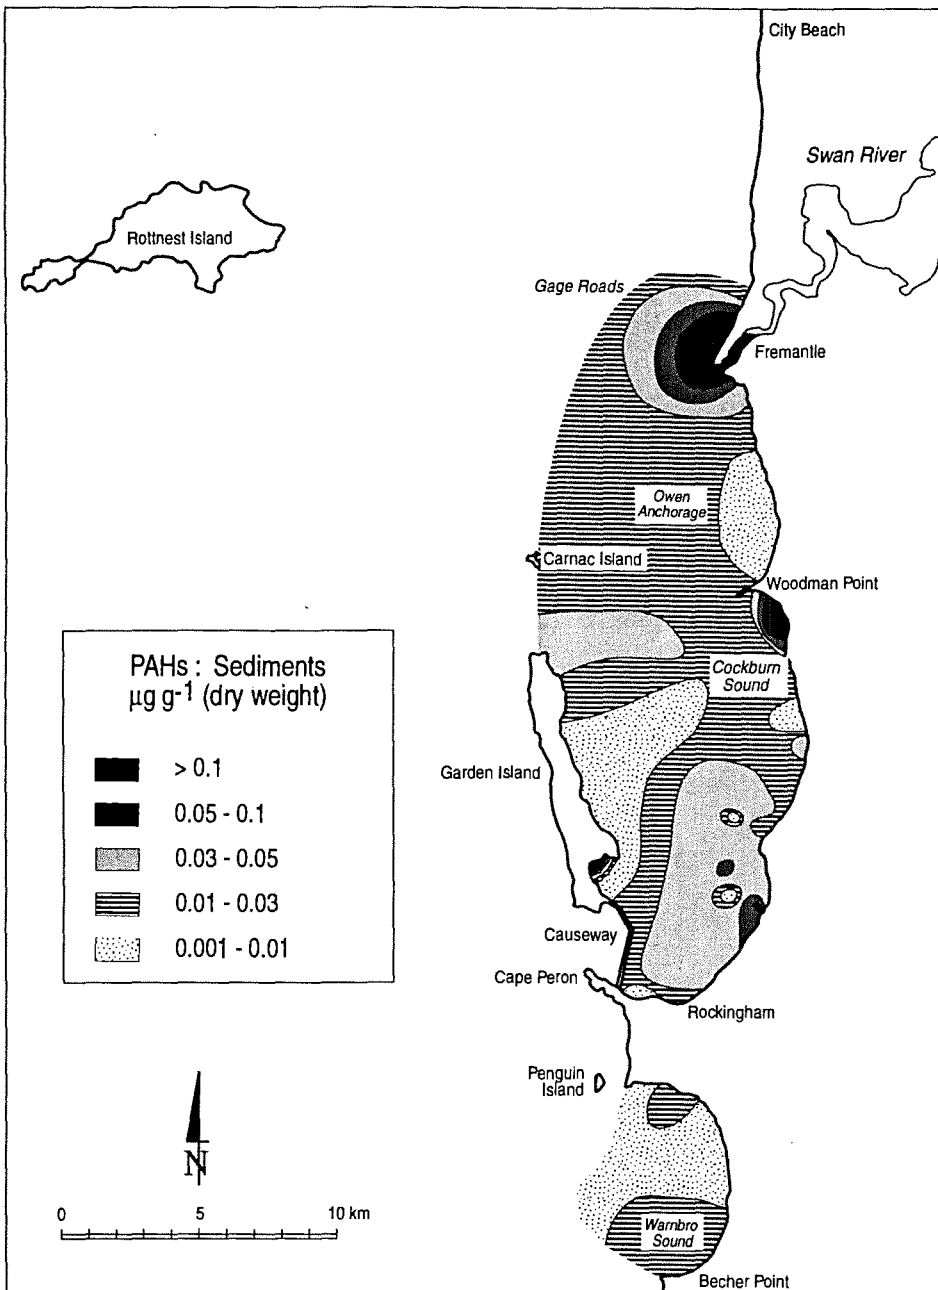 City Beach
Swan River
Rottnest Island
Gage Roads
Fremantle
Owen
Anchorage
Carnac Island
Woodman Point
PAHs : Sediments
µg g-1 (dry weight)
> 0.1
0.05 - 0.1
0.03 - 0.05
0.01 - 0.03
0.001 - 0.01
Cockburn
Sound
Garden Island
Causeway
Cape Peron
Rockingham
Penguin
Island
N
0 5 10 km
Warnbro
Sound
Becher Point